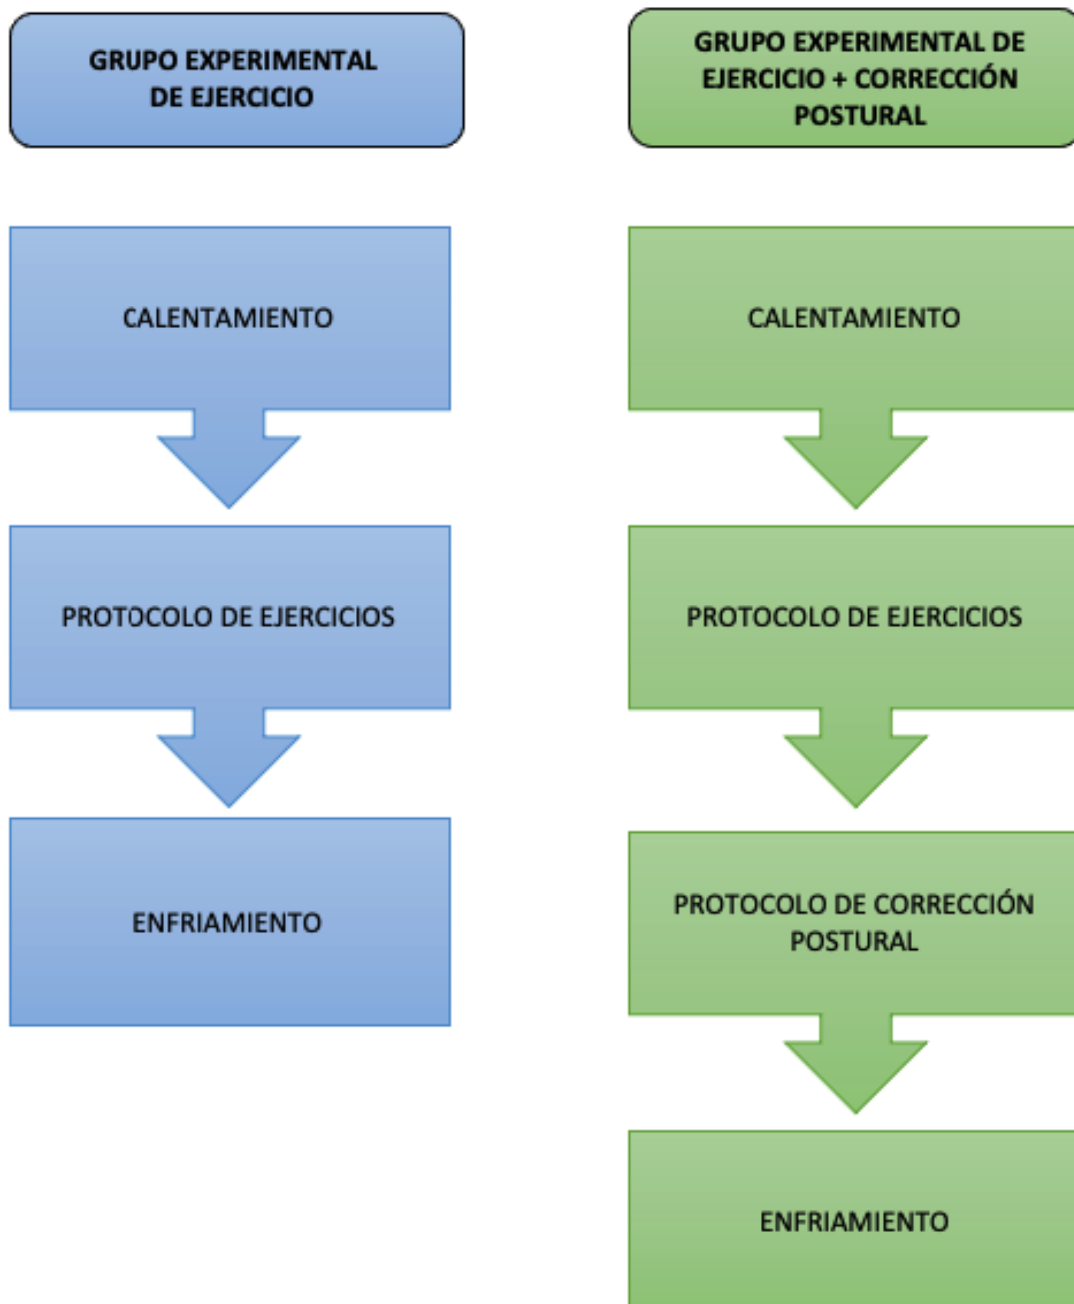 GRUPO EXPERIMENTAL
DE EJERCICIO
CALENTAMIENTO
PROTOCOLO DE EJERCICIOS
ENFRIAMIENTO
GRUPO EXPERIMENTAL DE
EJERCICIO + CORRECCIÓN
POSTURAL
CALENTAMIENTO
PROTOCOLO DE EJERCICIOS
PROTOCOLO DE CORRECCIÓN
POSTURAL
ENFRIAMIENTO